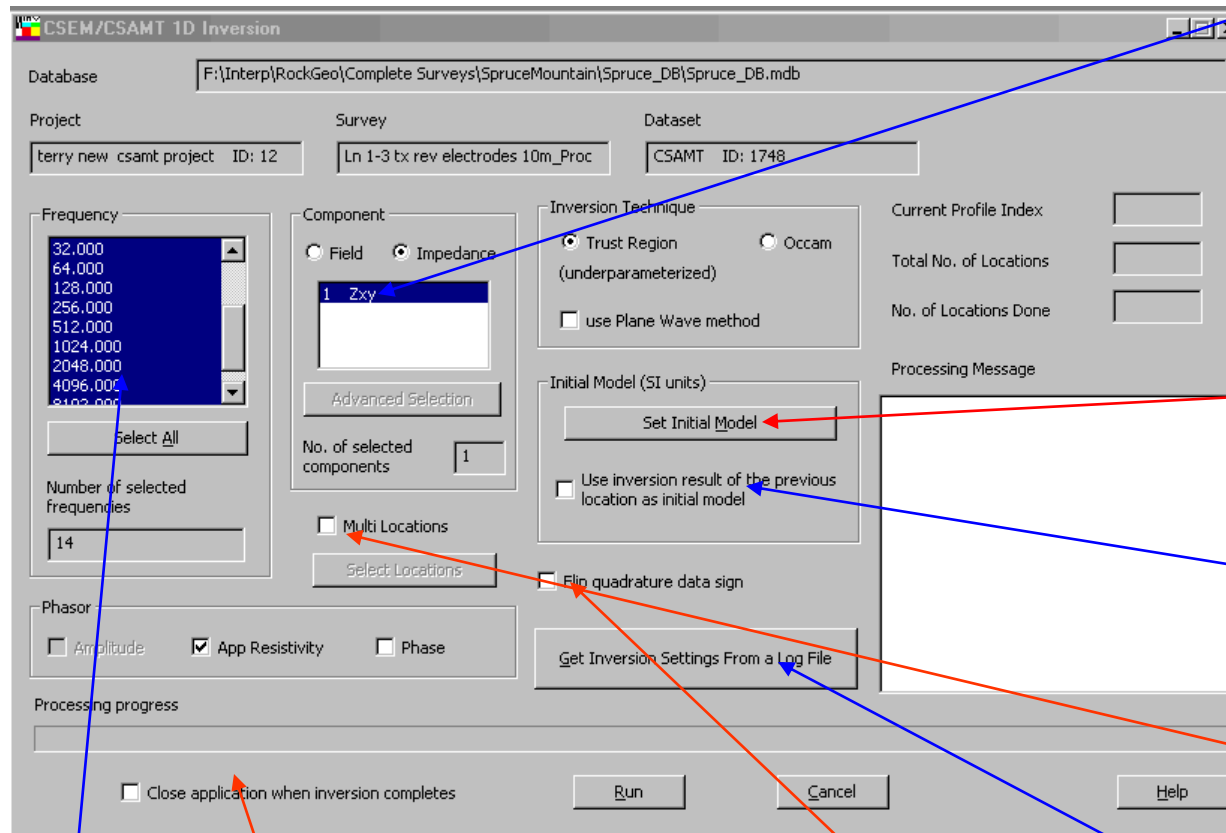 CSEM/CSAMT 1D Inversion
Database F:\Interp\RockGeo\Complete Surveys\SpruceMountain\Spruce_DB\Spruce_DB.mdb
Project Survey Dataset
terry new csamt project ID: 12 Ln 1-3 tx rev electrodes 10m_Proc CSAMT ID: 1748
Frequency
32.000
64.000
128.000
256.000
512.000
1024.000
2048.000
4096.000
8192.000
Select All
Number of selected
frequencies
14
Component
Field Impedance
1 Zxy
Advanced Selection
No. of selected
components 1
Multi Locations
Select Locations
Phasor
Amplitude App Resistivity Phase
Inversion Technique
Trust Region Occam
(underparameterized)
use Plane Wave method
Initial Model (SI units)
Set Initial Model
Use inversion result of the previous
location as initial model
Flip quadrature data sign
Get Inversion Settings From a Log File
Current Profile Index
Total No. of Locations
No. of Locations Done
Processing Message
Processing progress
Close application when inversion completes Run Cancel Help